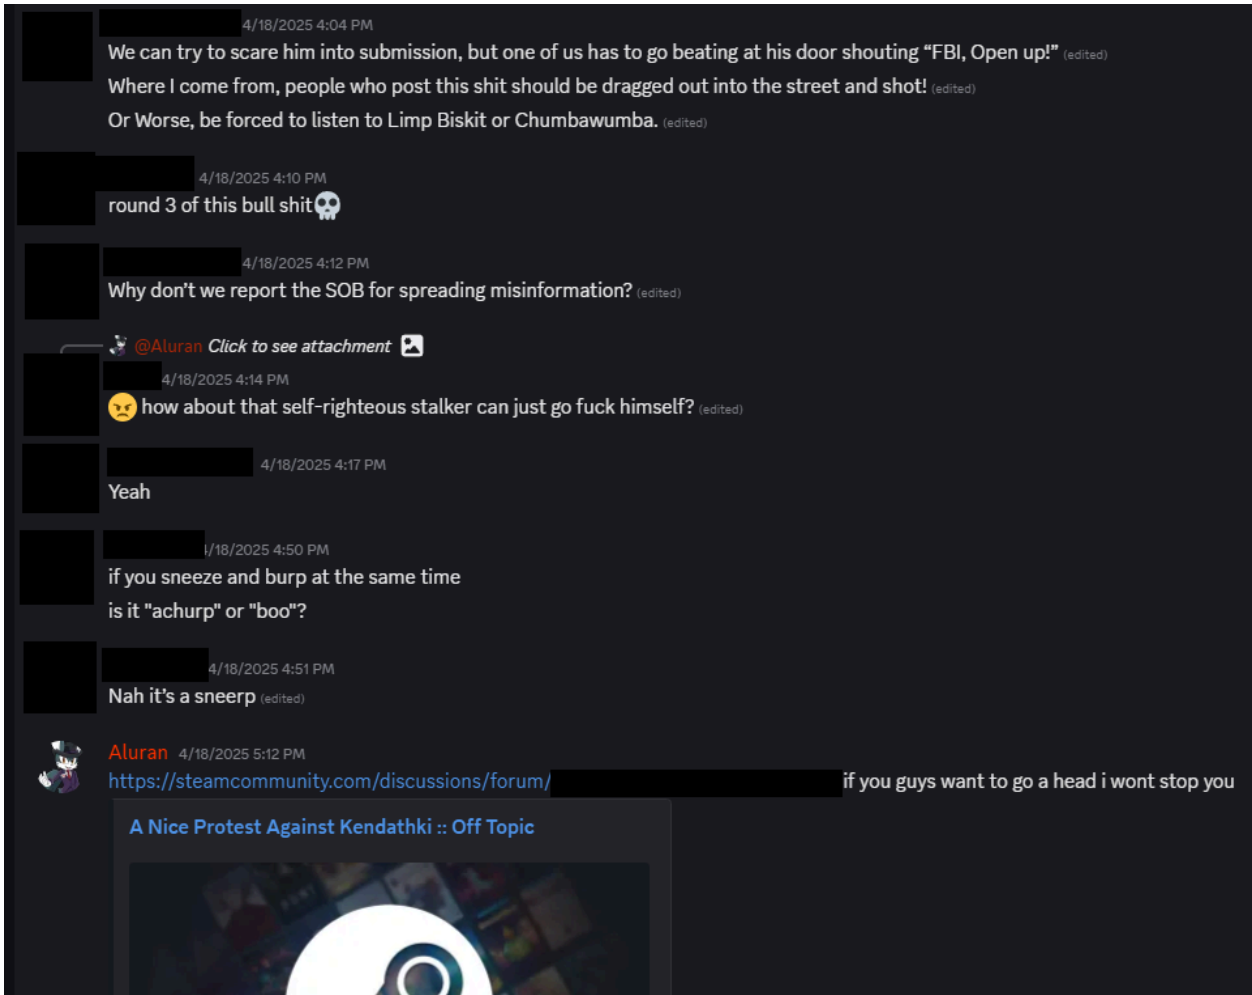 4/18/2025 4:04 PM
We can try to scare him into submission, but one of us has to go beating at his door shouting “FBI, Open up!” (edited)
Where I come from, people who post this shit should be dragged out into the street and shot! (edited)
Or Worse, be forced to listen to Limp Biskit or Chumbawumba. (edited)
4/18/2025 4:10 PM
round 3 of this bull shit💀
4/18/2025 4:12 PM
Why don’t we report the SOB for spreading misinformation? (edited)
@Aluran Click to see attachment
4/18/2025 4:14 PM
😠 how about that self-righteous stalker can just go fuck himself? (edited)
4/18/2025 4:17 PM
Yeah
/18/2025 4:50 PM
if you sneeze and burp at the same time
is it "achurp" or "boo"?
4/18/2025 4:51 PM
Nah it’s a sneerp (edited)
Aluran 4/18/2025 5:12 PM
https://steamcommunity.com/discussions/forum/ if you guys want to go a head i wont stop you
A Nice Protest Against Kendathki :: Off Topic